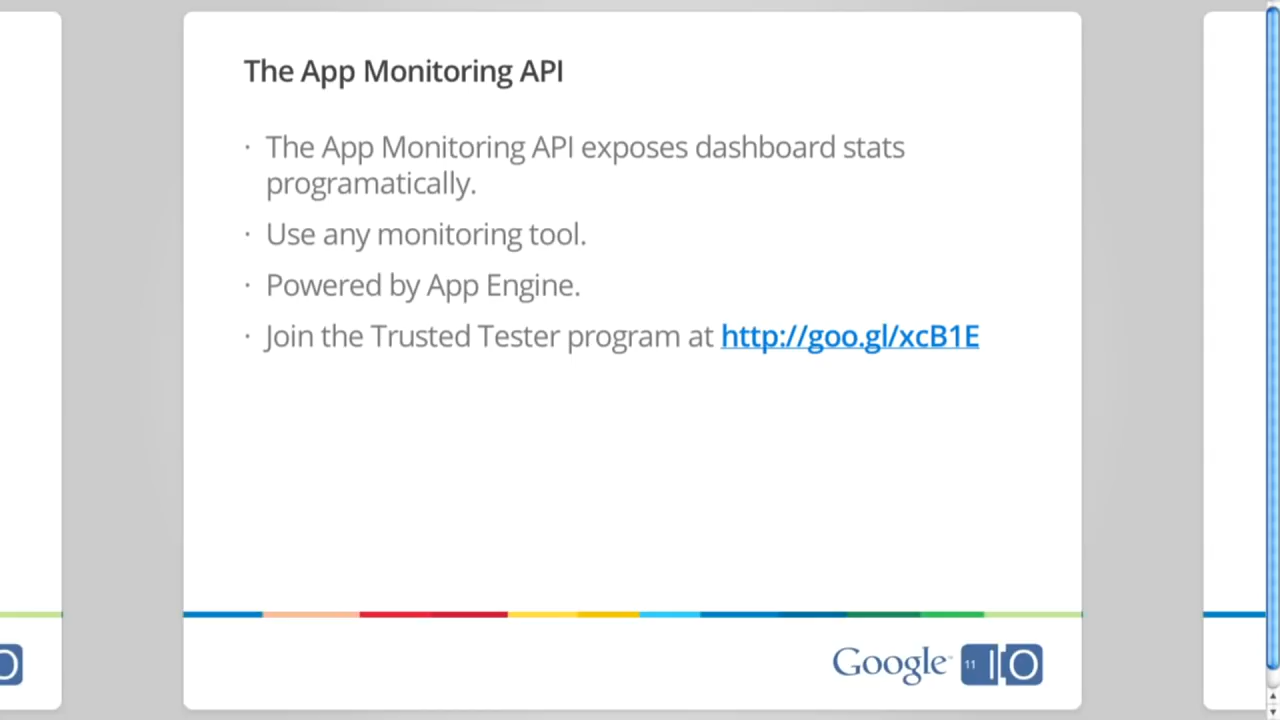 The App Monitoring API
· The App Monitoring API exposes dashboard stats
programatically.
· Use any monitoring tool.
· Powered by App Engine.
· Join the Trusted Tester program at http://goo.gl/xcB1E
Google™ 11 IO
O